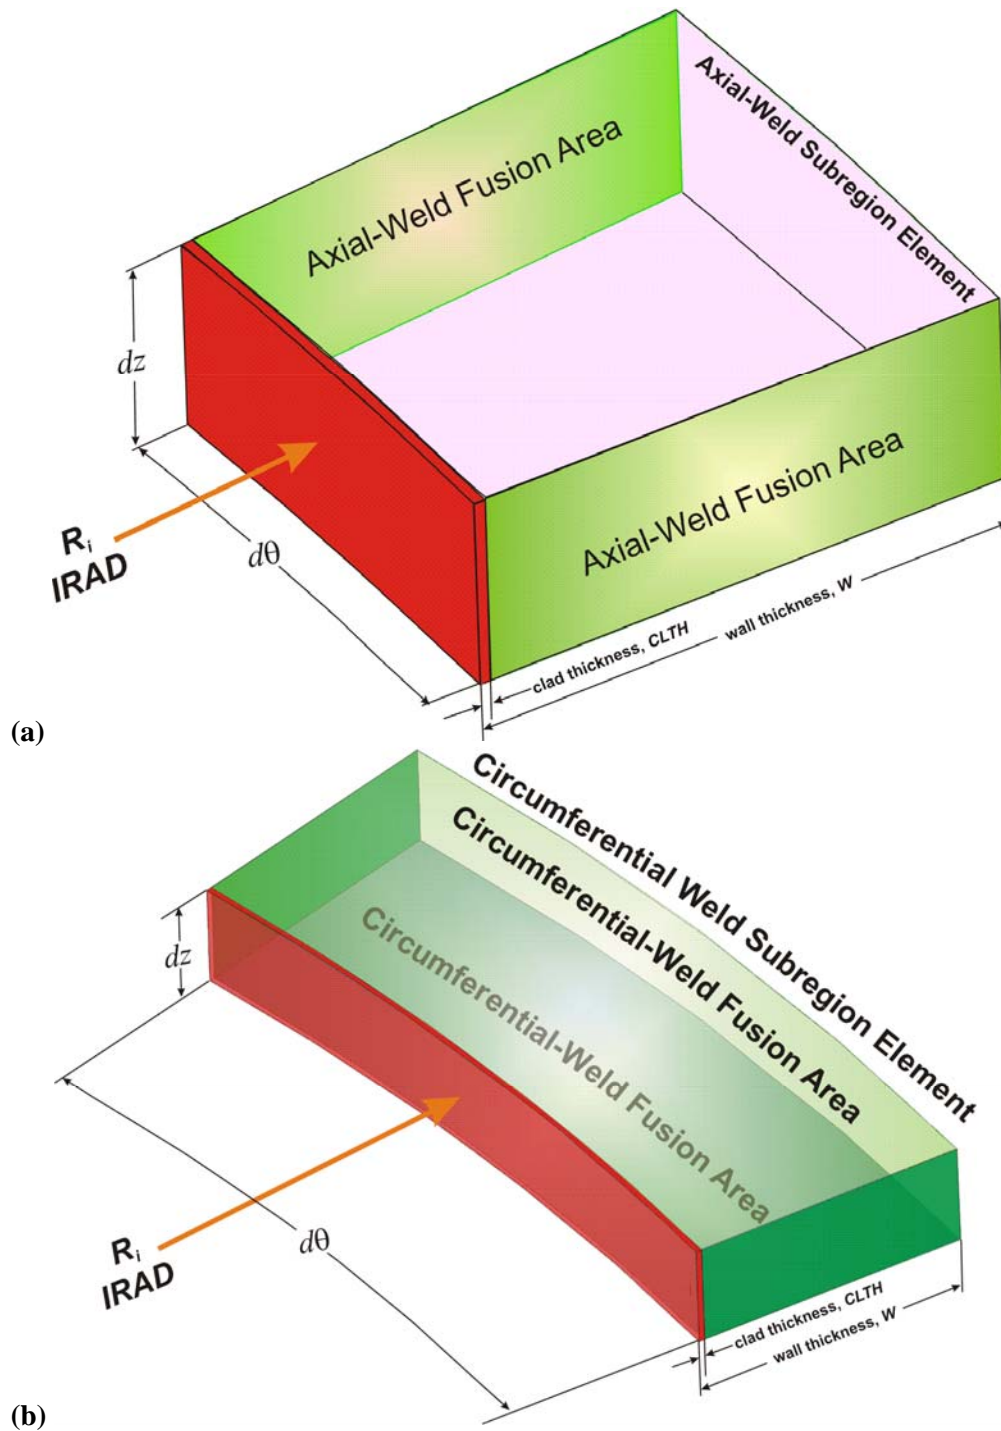 Axial-Weld Fusion Area
Axial-Weld Subregion Element
dz
Axial-Weld Fusion Area
Ri
IRAD
dθ
clad thickness, CLTH
wall thickness, W
(a)
Circumferential Weld Subregion Element
Circumferential-Weld Fusion Area
Circumferential-Weld Fusion Area
dz
Ri
IRAD
dθ
clad thickness, CLTH
wall thickness, W
(b)